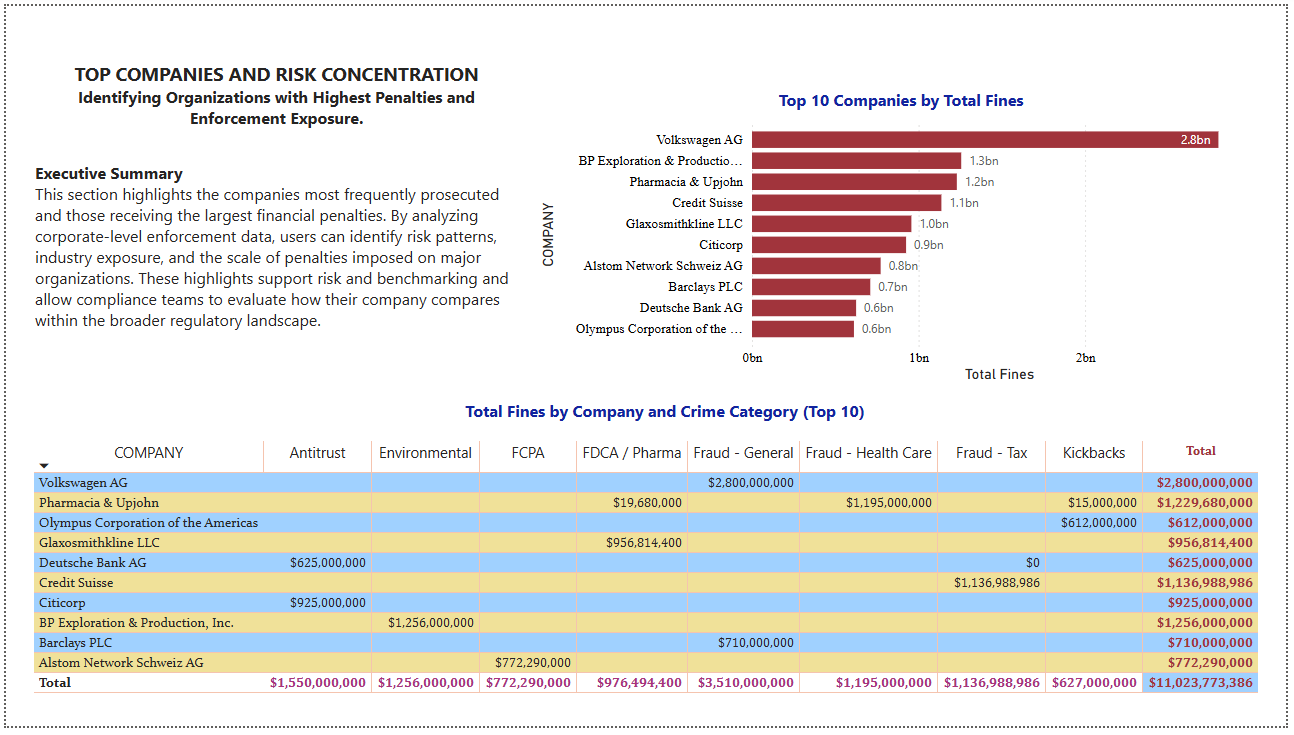 TOP COMPANIES AND RISK CONCENTRATION
Identifying Organizations with Highest Penalties and
Enforcement Exposure.
Executive Summary
This section highlights the companies most frequently prosecuted
and those receiving the largest financial penalties. By analyzing
corporate-level enforcement data, users can identify risk patterns,
industry exposure, and the scale of penalties imposed on major
organizations. These highlights support risk and benchmarking and
allow compliance teams to evaluate how their company compares
within the broader regulatory landscape.
Top 10 Companies by Total Fines
COMPANY
Volkswagen AG 2.8bn
BP Exploration & Productio... 1.3bn
Pharmacia & Upjohn 1.2bn
Credit Suisse 1.1bn
Glaxosmithkline LLC 1.0bn
Citicorp 0.9bn
Alstom Network Schweiz AG 0.8bn
Barclays PLC 0.7bn
Deutsche Bank AG 0.6bn
Olympus Corporation of the ... 0.6bn
0bn 1bn 2bn
Total Fines
Total Fines by Company and Crime Category (Top 10)
COMPANY Antitrust Environmental FCPA FDCA / Pharma Fraud - General Fraud - Health Care Fraud - Tax Kickbacks Total
Volkswagen AG $2,800,000,000 $2,800,000,000
Pharmacia & Upjohn $19,680,000 $1,195,000,000 $15,000,000 $1,229,680,000
Olympus Corporation of the Americas $612,000,000 $612,000,000
Glaxosmithkline LLC $956,814,400 $956,814,400
Deutsche Bank AG $625,000,000 $0 $625,000,000
Credit Suisse $1,136,988,986 $1,136,988,986
Citicorp $925,000,000 $925,000,000
BP Exploration & Production, Inc. $1,256,000,000 $1,256,000,000
Barclays PLC $710,000,000 $710,000,000
Alstom Network Schweiz AG $772,290,000 $772,290,000
Total $1,550,000,000 $1,256,000,000 $772,290,000 $976,494,400 $3,510,000,000 $1,195,000,000 $1,136,988,986 $627,000,000 $11,023,773,386